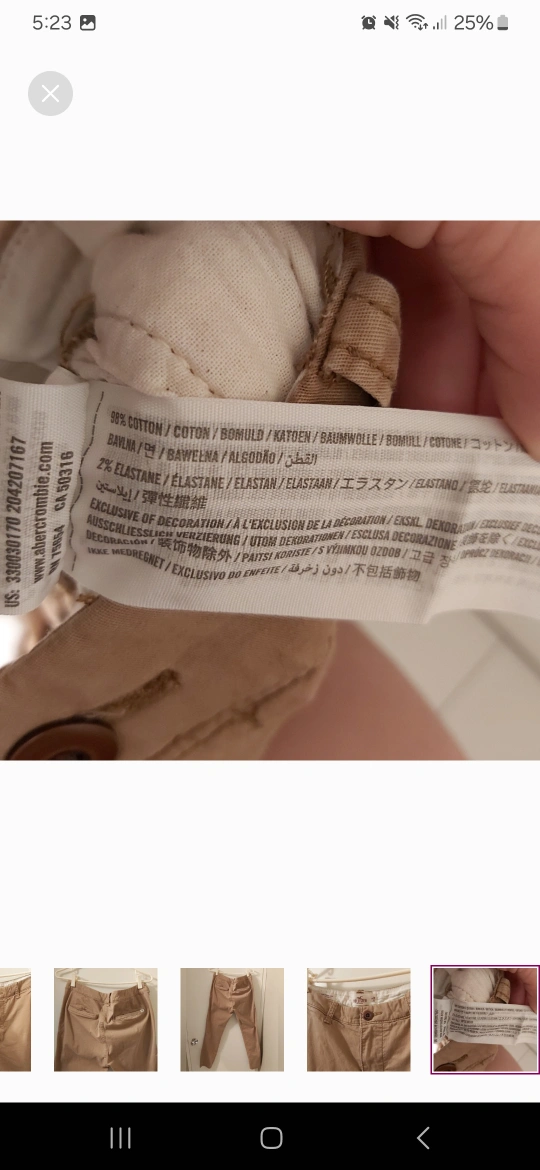 5:23
25%
98% COTTON / COTON / BOMULD / KATOEN / BAUMWOLLE / BOMULL / COTONE / コットン
BAVLNA / 면 / BAWEŁNA / ALGODÃO / القطن
2% ELASTANE / ÉLASTANE / ELASTAN / ELASTAAN / エラスタン / ELASTANO /
إيلاستين / 彈性纖維
EXCLUSIVE OF DECORATION / À L'EXCLUSION DE LA DÉCORATION / EKSKL. DEKORATION / EXCLUSIEF
AUSSCHLIESSLICH VERZIERUNG / UTOM DEKORATIONEN / ESCLUSA DECORAZIONE
DECORACIÓN / 装饰物除外 / PAITSI KORISTE / S VÝJIMKOU OZDOB / 고급
IKKE MEDREGNET / EXCLUSIVO DO ENFEITE / دون زخرفة / 不包括飾物
US: 330030170 204207167
www.abercrombie.com
CA 50316